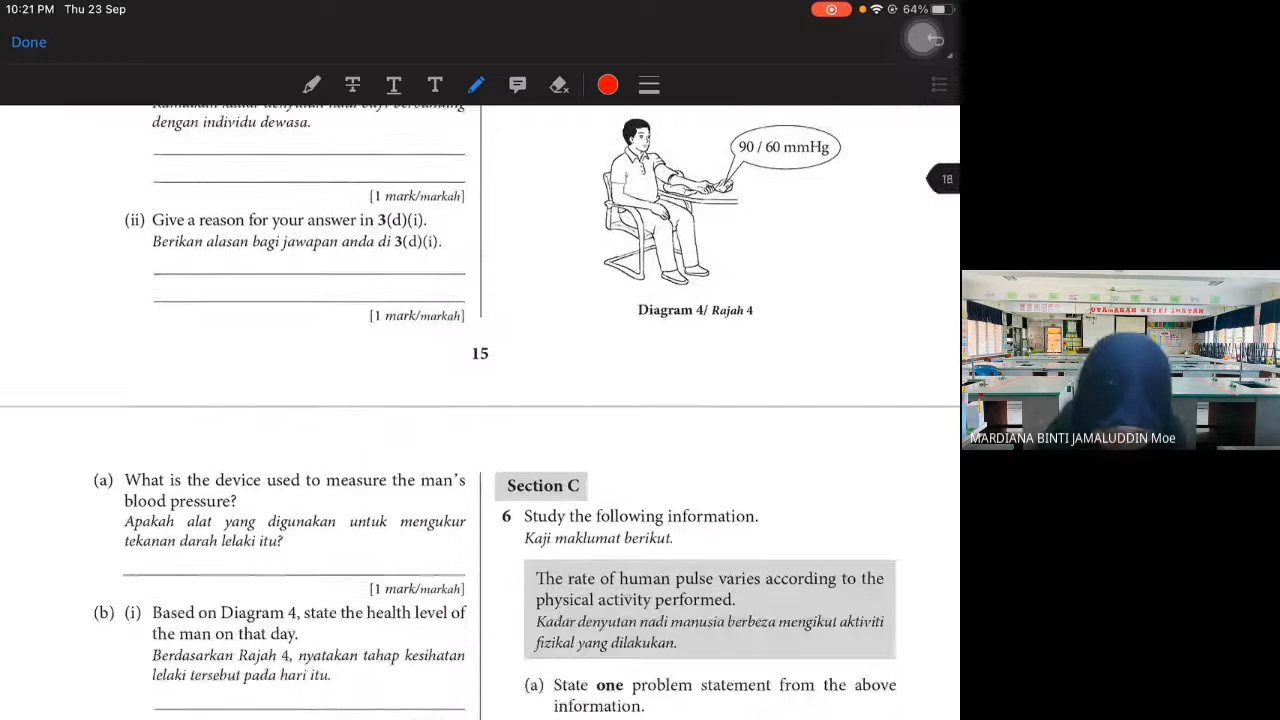 10:21 PM Thu 23 Sep
64%
Done
dengan individu dewasa.
[1 mark/markah]
(ii) Give a reason for your answer in 3(d)(i).
Berikan alasan bagi jawapan anda di 3(d)(i).
[1 mark/markah]
90 / 60 mmHg
Diagram 4/ Rajah 4
18
15
(a) What is the device used to measure the man's
blood pressure?
Apakah alat yang digunakan untuk mengukur
tekanan darah lelaki itu?
[1 mark/markah]
(b) (i) Based on Diagram 4, state the health level of
the man on that day.
Berdasarkan Rajah 4, nyatakan tahap kesihatan
lelaki tersebut pada hari itu.
Section C
6 Study the following information.
Kaji maklumat berikut.
The rate of human pulse varies according to the
physical activity performed.
Kadar denyutan nadi manusia berbeza mengikut aktiviti
fizikal yang dilakukan.
(a) State one problem statement from the above
information.
UTAMAKAN KESELAMATAN
MARDIANA BINTI JAMALUDDIN Moe